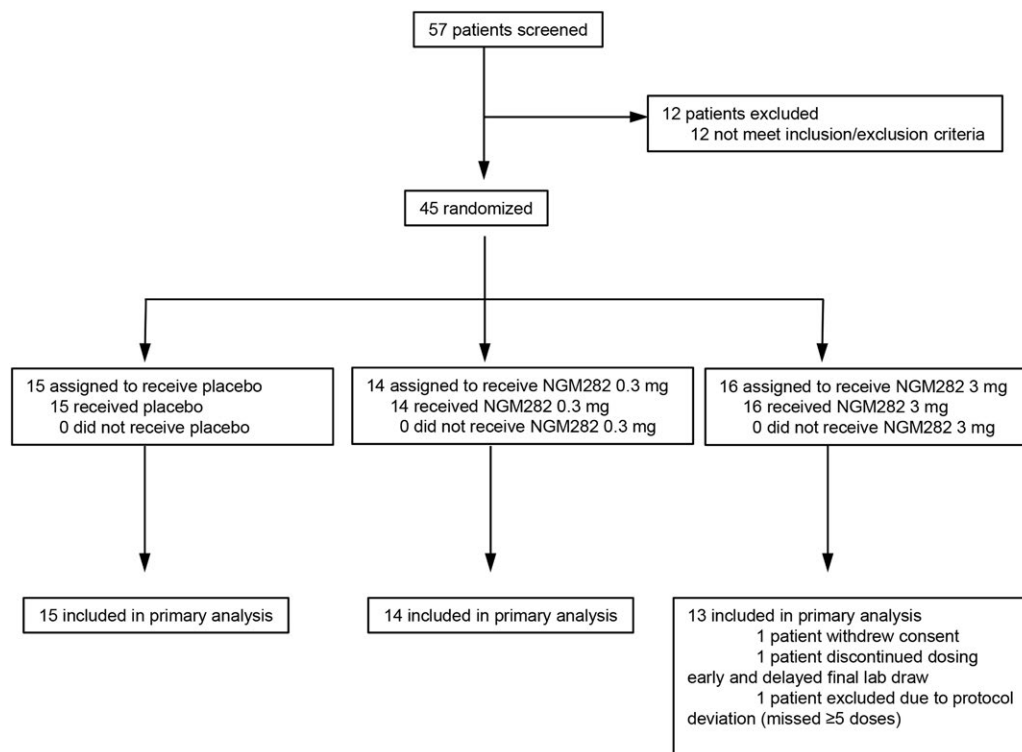 57 patients screened
12 patients excluded
12 not meet inclusion/exclusion criteria
45 randomized
15 assigned to receive placebo
15 received placebo
0 did not receive placebo
14 assigned to receive NGM282 0.3 mg
14 received NGM282 0.3 mg
0 did not receive NGM282 0.3 mg
16 assigned to receive NGM282 3 mg
16 received NGM282 3 mg
0 did not receive NGM282 3 mg
15 included in primary analysis
14 included in primary analysis
13 included in primary analysis
1 patient withdrew consent
1 patient discontinued dosing
early and delayed final lab draw
1 patient excluded due to protocol
deviation (missed ≥5 doses)